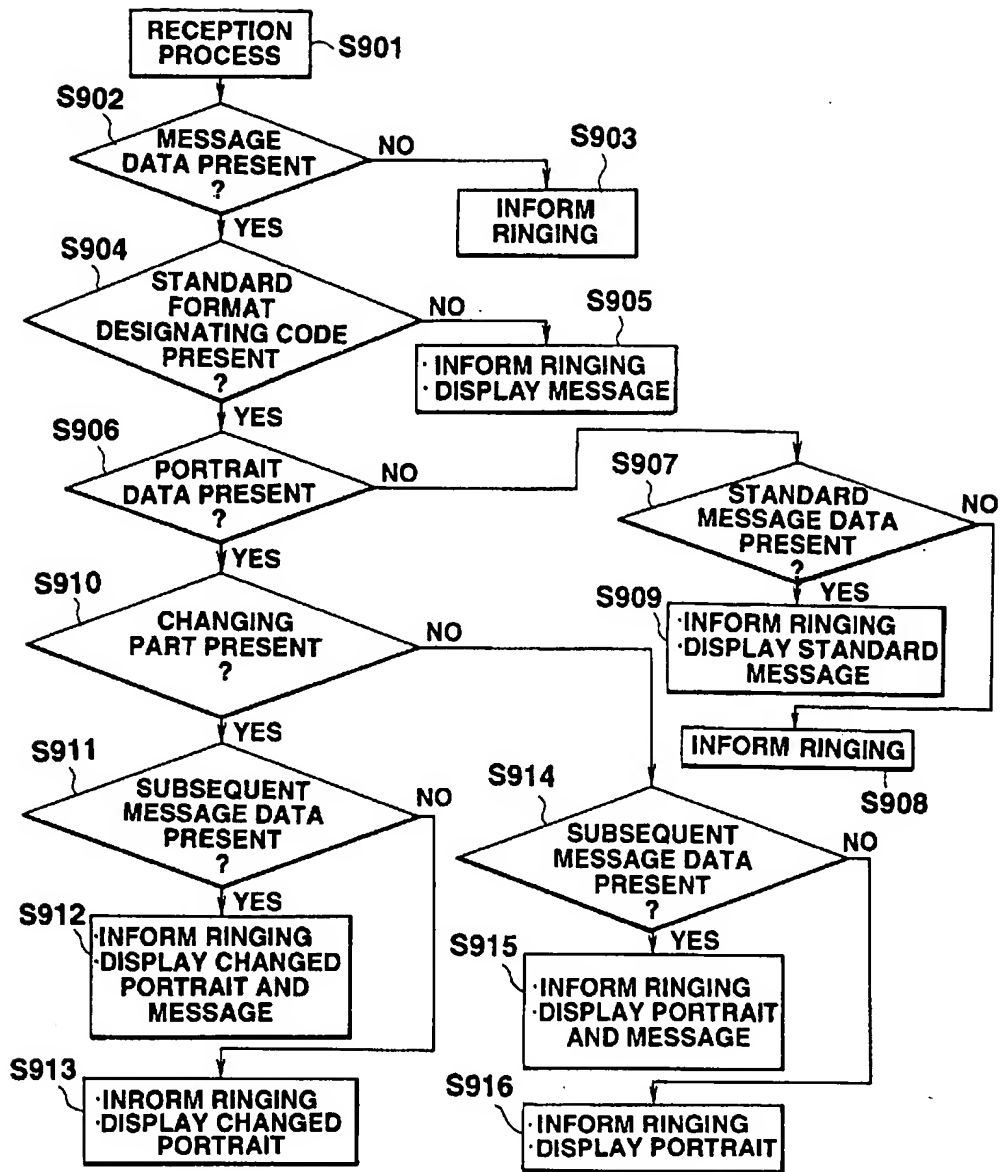 RECEPTION
PROCESS
S901
S902
MESSAGE
DATA PRESENT
?
NO
S903
INFORM
RINGING
YES
S904
STANDARD
FORMAT
DESIGNATING CODE
PRESENT
?
NO
S905
·INFORM RINGING
·DISPLAY MESSAGE
YES
S906
PORTRAIT
DATA PRESENT
?
NO
S907
STANDARD
MESSAGE DATA
PRESENT
?
NO
YES
S909
·INFORM RINGING
·DISPLAY STANDARD
MESSAGE
INFORM RINGING
S908
YES
S910
CHANGING
PART PRESENT
?
NO
YES
S911
SUBSEQUENT
MESSAGE DATA
PRESENT
?
NO
YES
S912
·INFORM RINGING
·DISPLAY CHANGED
PORTRAIT AND
MESSAGE
S913
·INRORM RINGING
·DISPLAY CHANGED
PORTRAIT
S914
SUBSEQUENT
MESSAGE DATA
PRESENT
?
NO
YES
S915
·INFORM RINGING
·DISPLAY PORTRAIT
AND MESSAGE
S916
·INFORM RINGING
·DISPLAY PORTRAIT